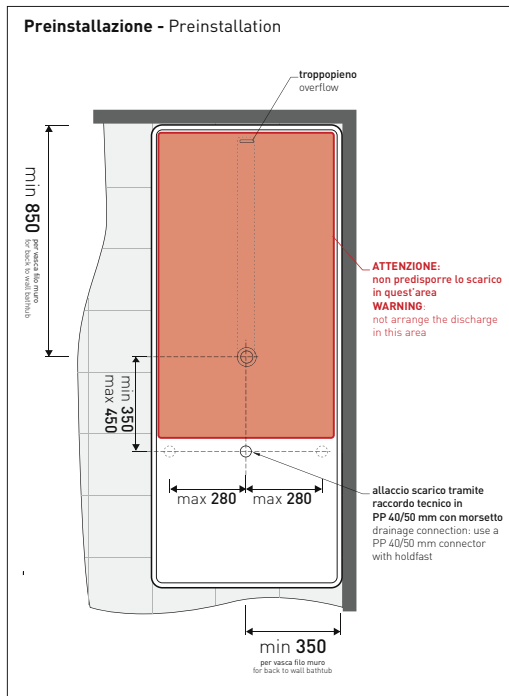 Preinstallazione - Preinstallation
troppopieno
overflow
min 850
per vasca filo muro
for back to wall bathtub
ATTENZIONE:
non predisporre lo scarico
in quest'area
WARNING:
not arrange the discharge
in this area
min 350
max 450
max 280
max 280
allaccio scarico tramite
raccordo tecnico in
PP 40/50 mm con morsetto
drainage connection: use a
PP 40/50 mm connector
with holdfast
min 350
per vasca filo muro
for back to wall bathtub